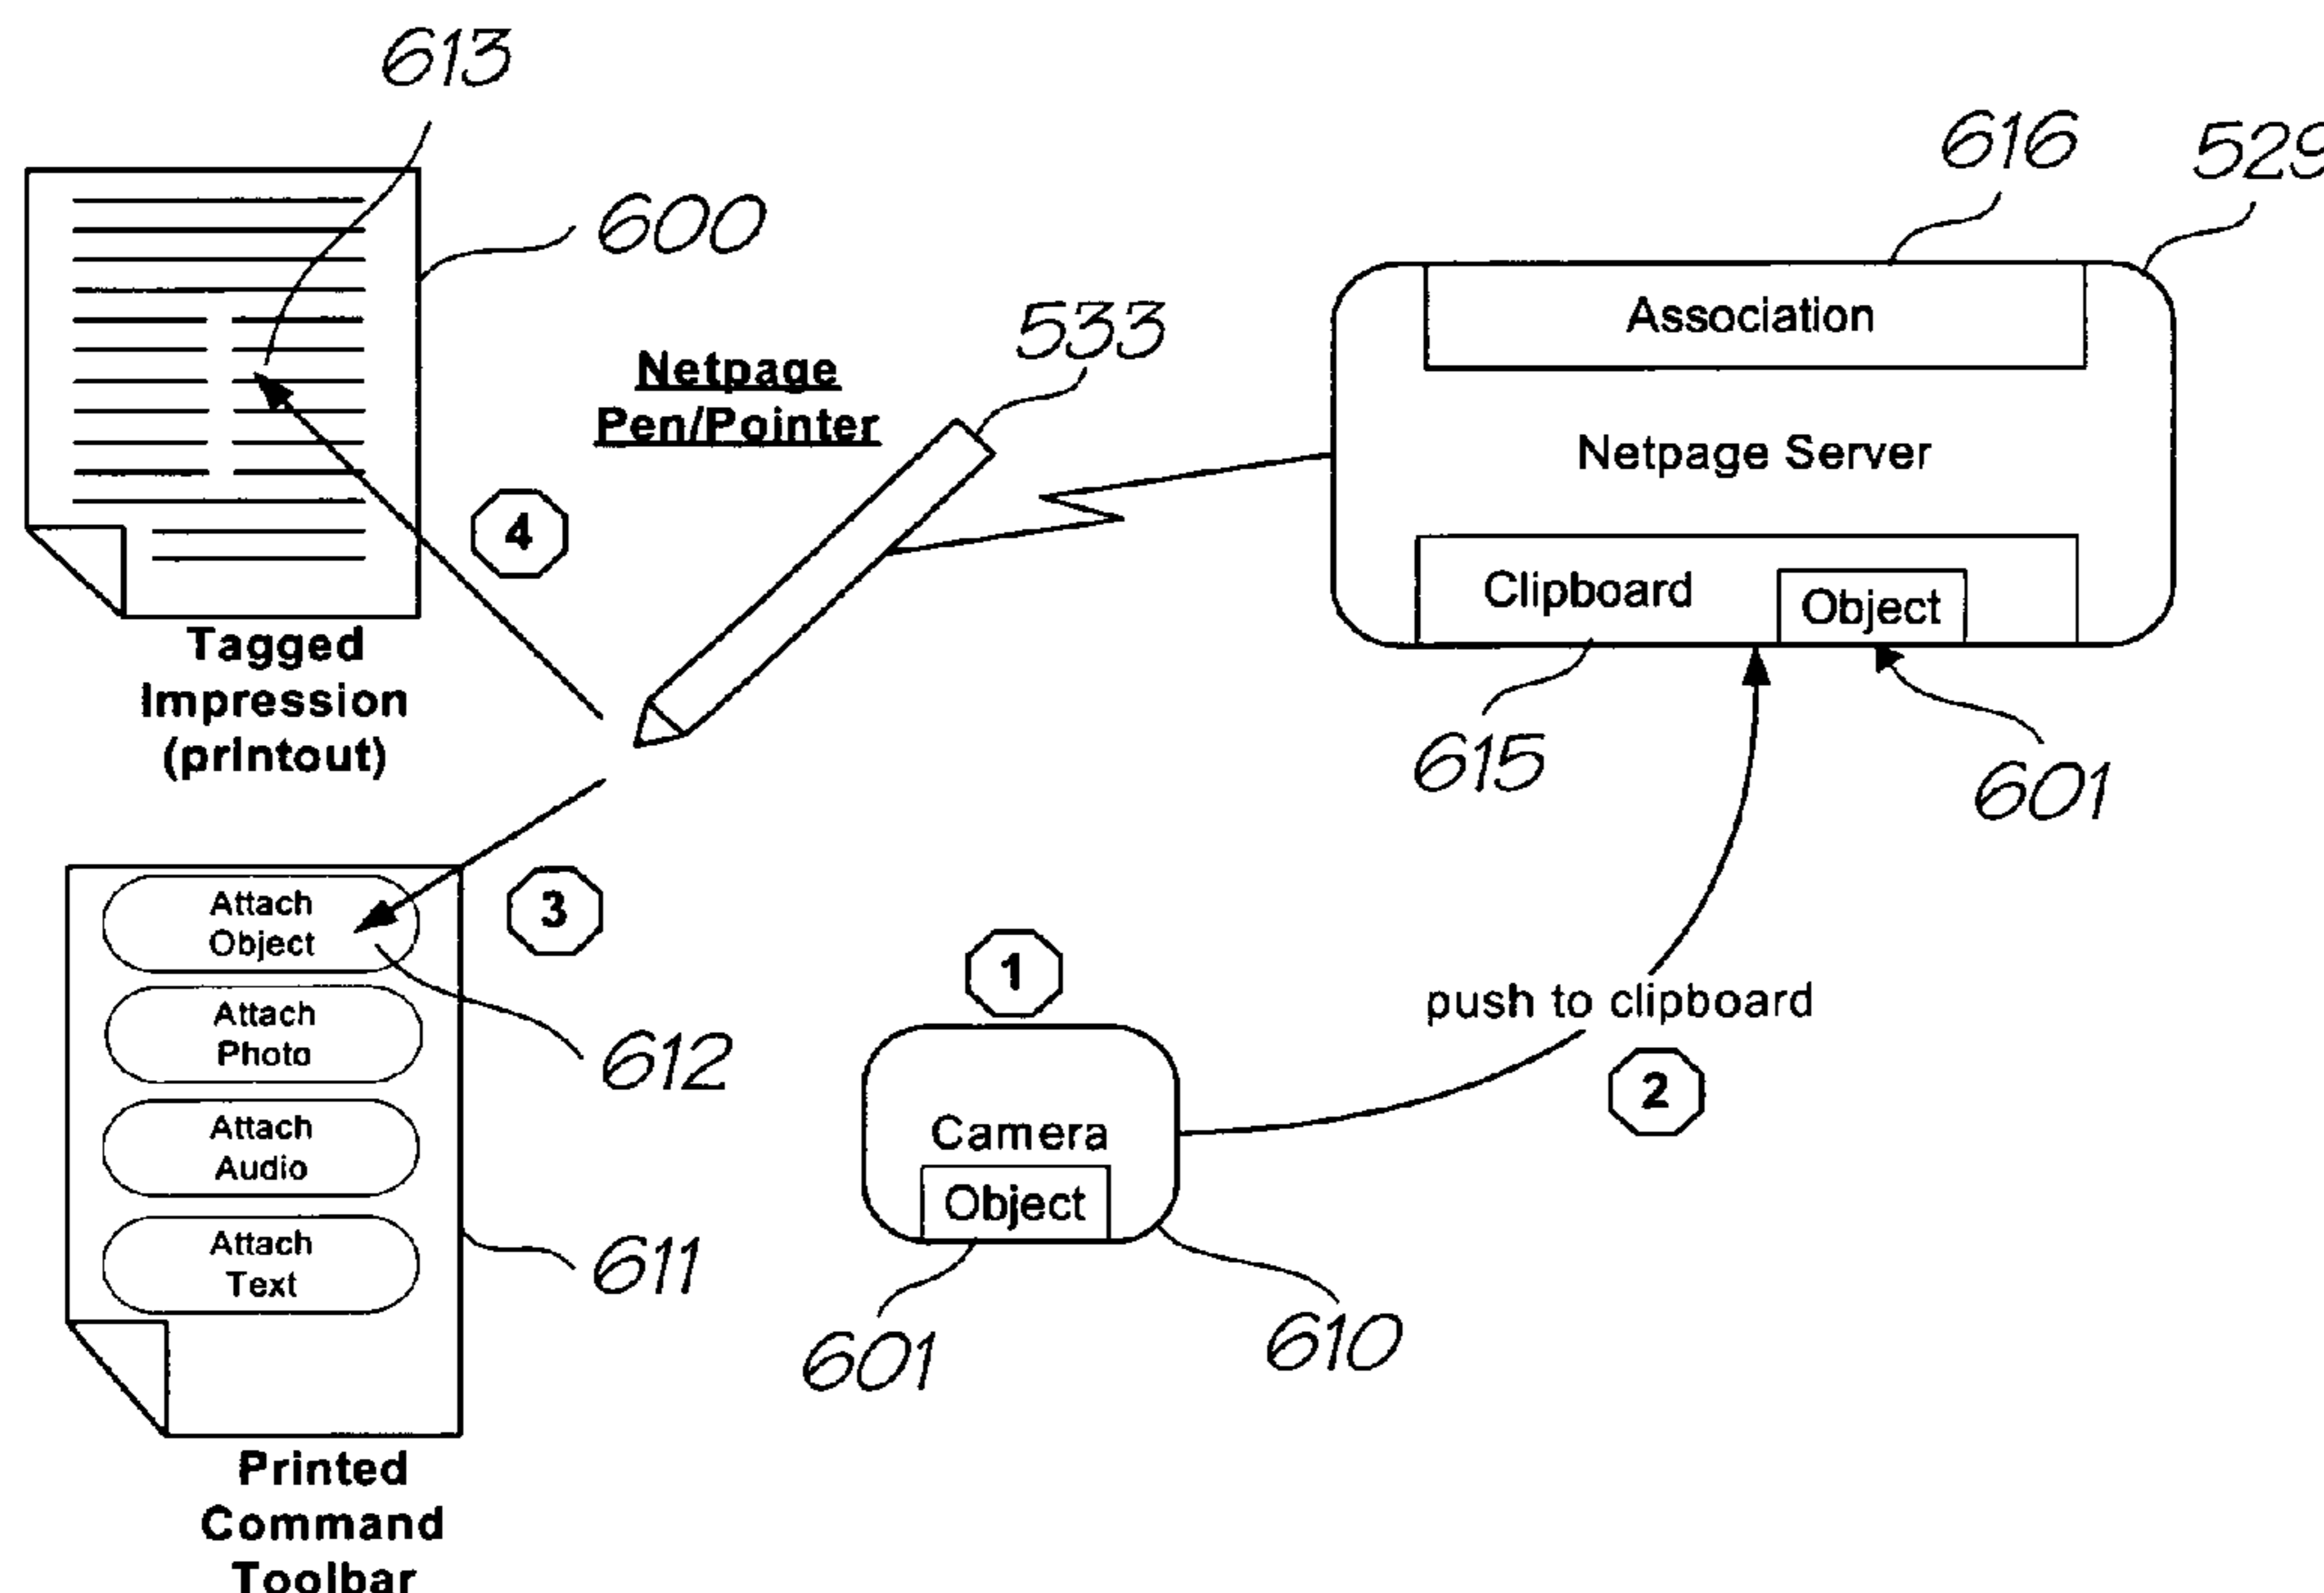 613
616
529
600
533
Association
Netpage
Pen/Pointer
Netpage Server
4
Clipboard
Object
Tagged
Impression
(printout)
615
601
3
Attach
Object
1
Attach
Photo
push to clipboard
612
2
Attach
Audio
Camera
Object
Attach
Text
611
601
610
Printed
Command
Toolbar